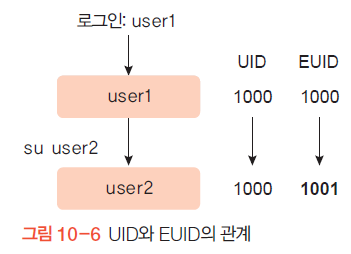 로그인: user1
UID EUID
user1 1000 1000
su user2
user2 1000 1001
그림 10-6 UID와 EUID의 관계